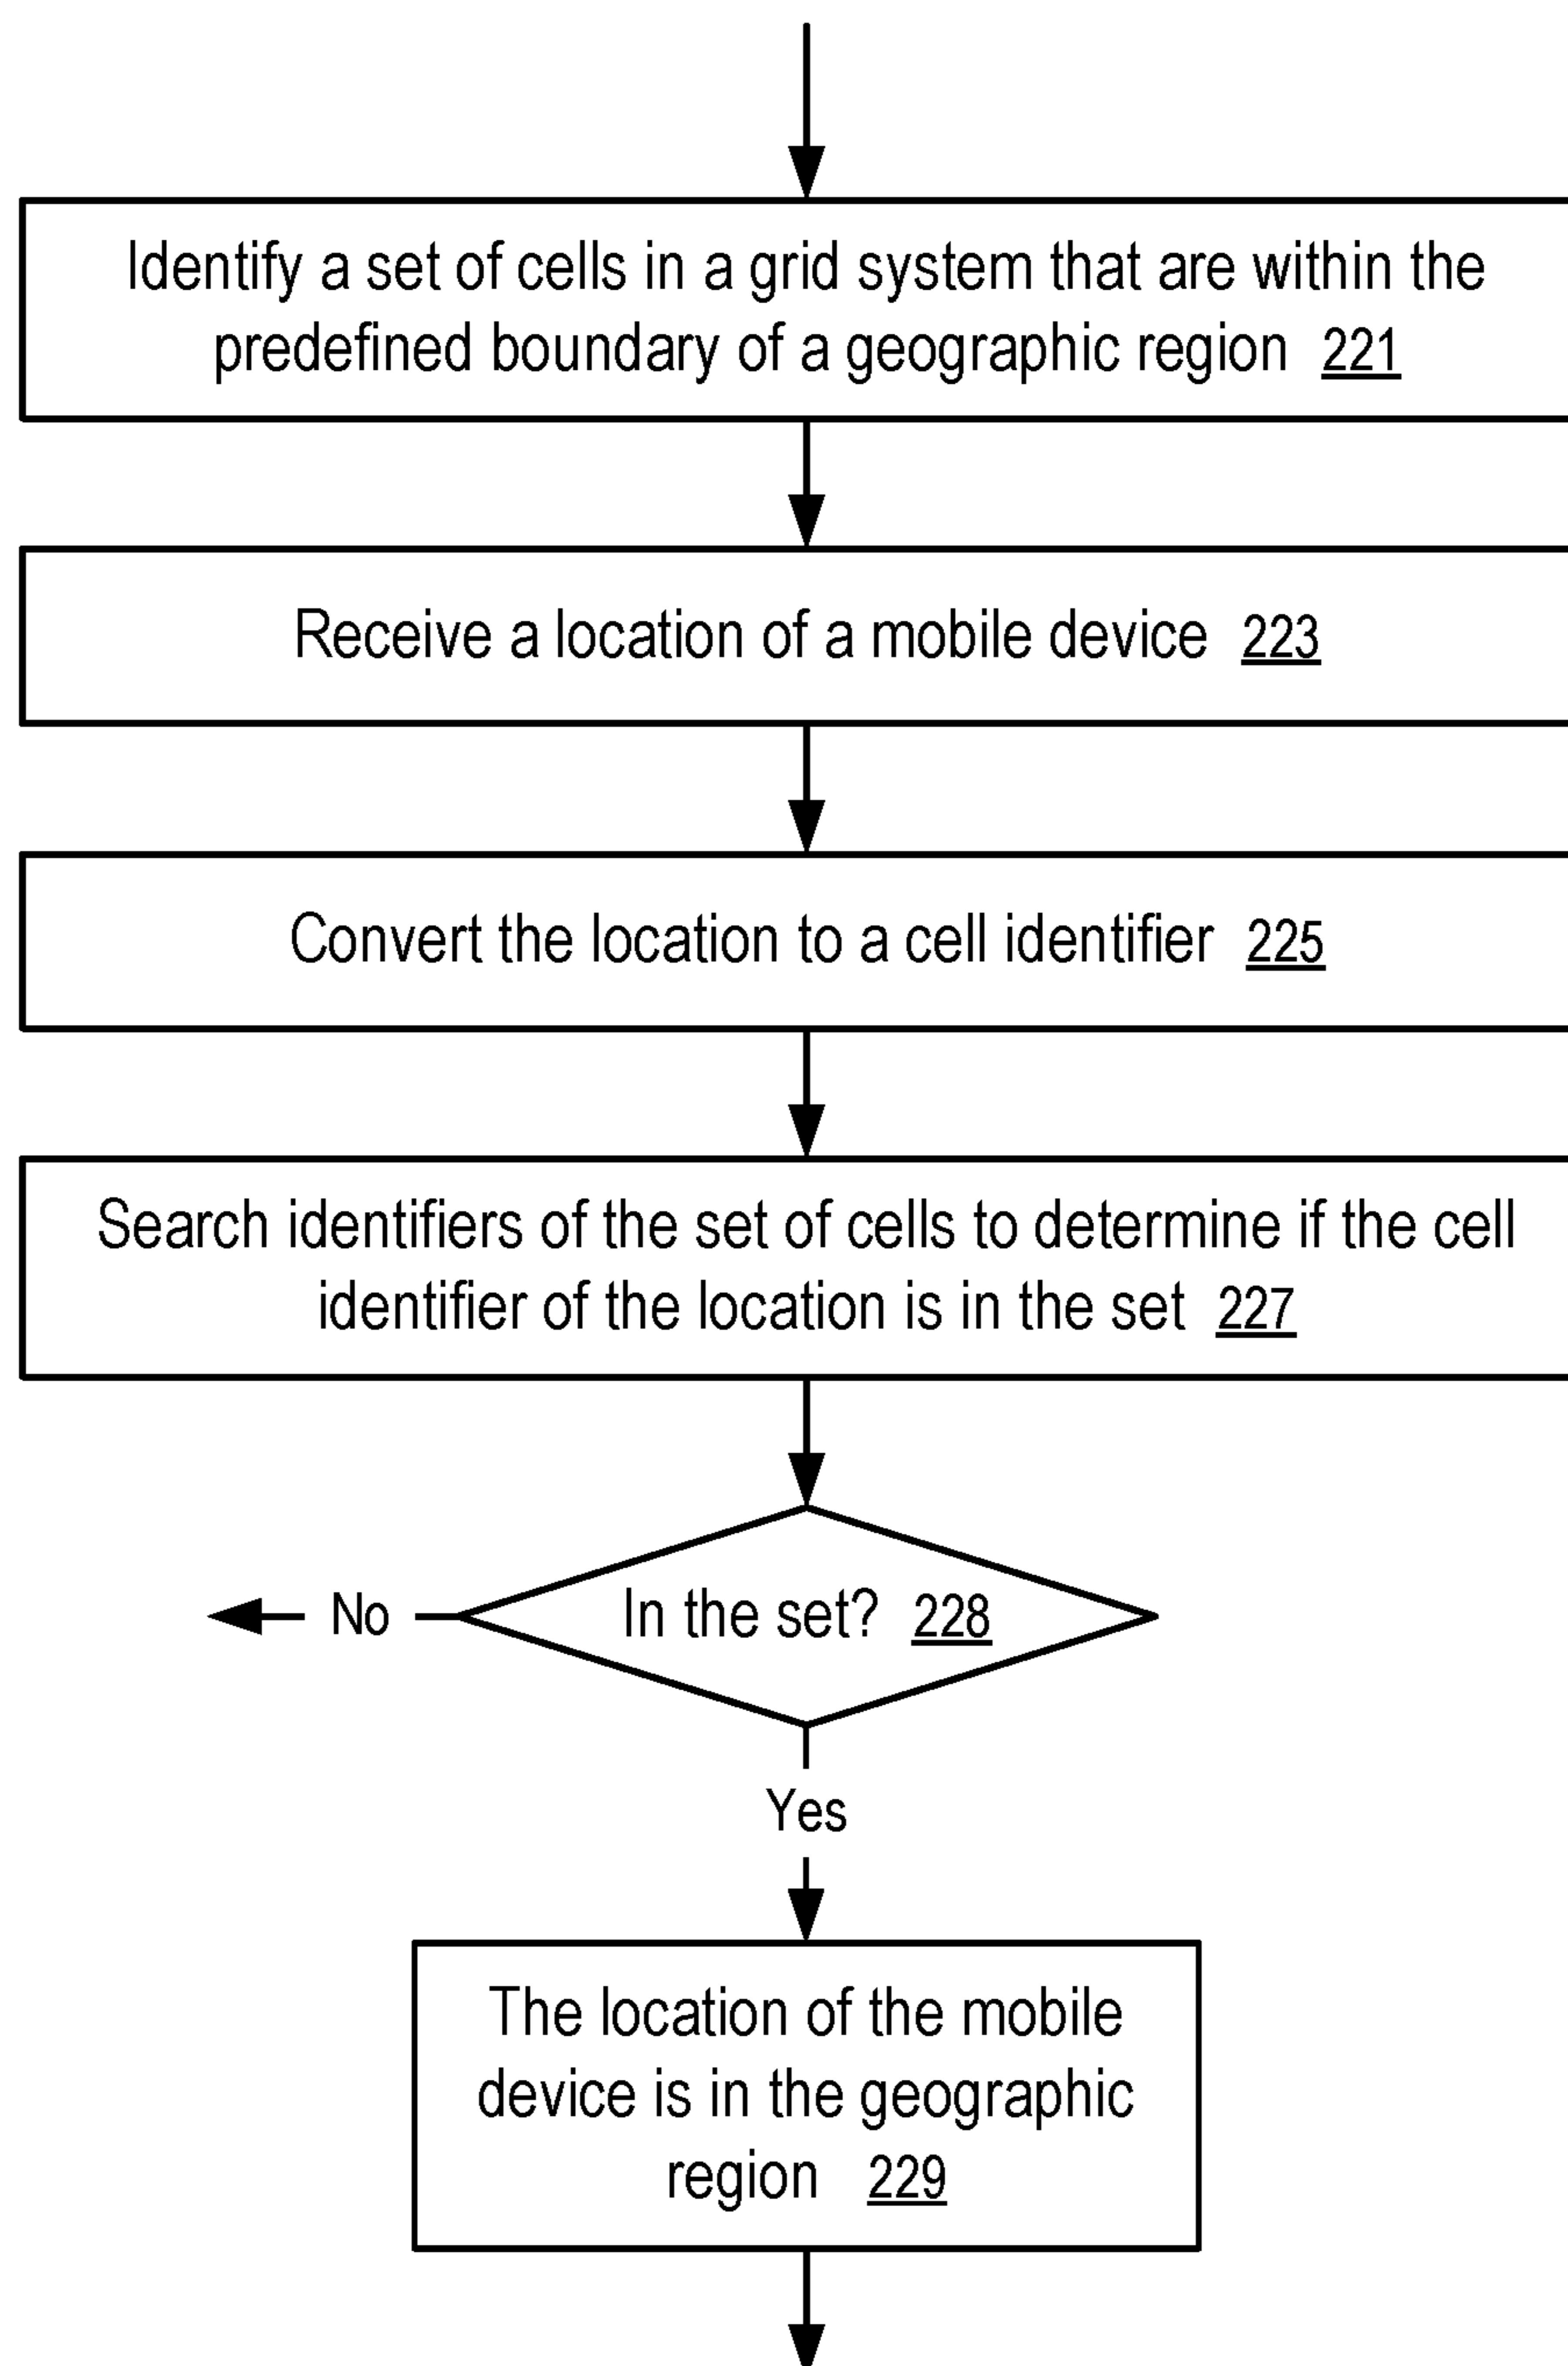 Identify a set of cells in a grid system that are within the
predefined boundary of a geographic region 221
Receive a location of a mobile device 223
Convert the location to a cell identifier 225
Search identifiers of the set of cells to determine if the cell
identifier of the location is in the set 227
In the set? 228
No
Yes
The location of the mobile
device is in the geographic
region 229